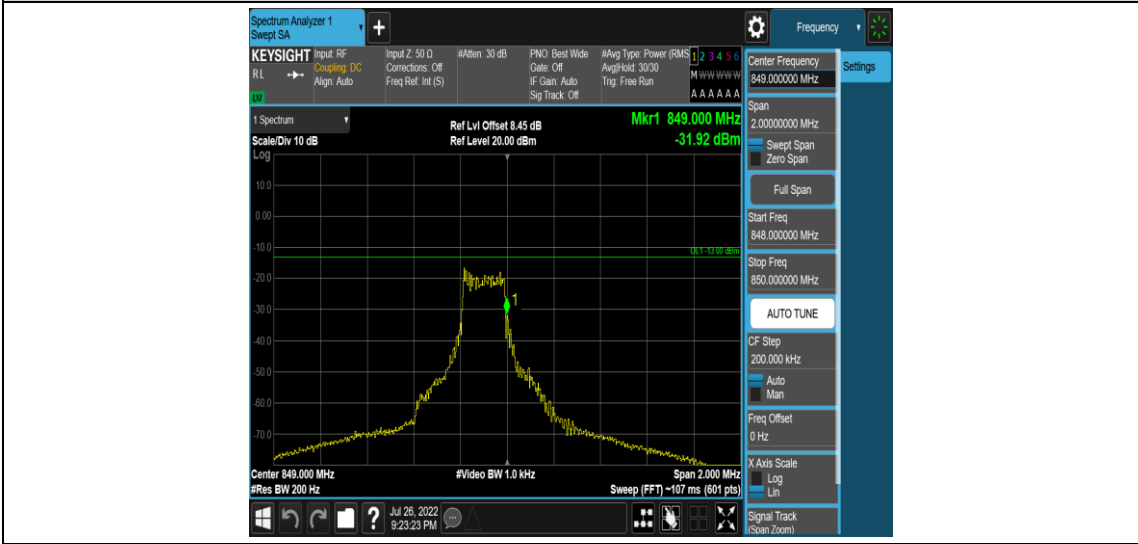 Spectrum Analyzer 1
Swept SA
+
Frequency
KEYSIGHT
RL
LXI
Input: RF
Coupling: DC
Align: Auto
Input Z: 50 Ω
Corrections: Off
Freq Ref: Int (S)
#Atten: 30 dB
PNO: Best Wide
Gate: Off
IF Gain: Auto
Sig Track: Off
#Avg Type: Power (RMS
Avg|Hold: 30/30
Trig: Free Run
1 2 3 4 5 6
M W W W W W
A A A A A A
1 Spectrum
Scale/Div 10 dB
Log
Ref Lvl Offset 8.45 dB
Ref Level 20.00 dBm
Mkr1 849.000 MHz
-31.92 dBm
10.0
0.00
-10.0
-20.0
-30.0
-40.0
-50.0
-60.0
-70.0
DL1 -13.00 dBm
1
Center 849.000 MHz
#Res BW 200 Hz
#Video BW 1.0 kHz
Span 2.000 MHz
Sweep (FFT) ~107 ms (601 pts)
?
Jul 26, 2022
9:23:23 PM
Center Frequency
849.000000 MHz
Settings
Span
2.00000000 MHz
Swept Span
Zero Span
Full Span
Start Freq
848.000000 MHz
Stop Freq
850.000000 MHz
AUTO TUNE
CF Step
200.000 kHz
Auto
Man
Freq Offset
0 Hz
X Axis Scale
Log
Lin
Signal Track
(Span Zoom)